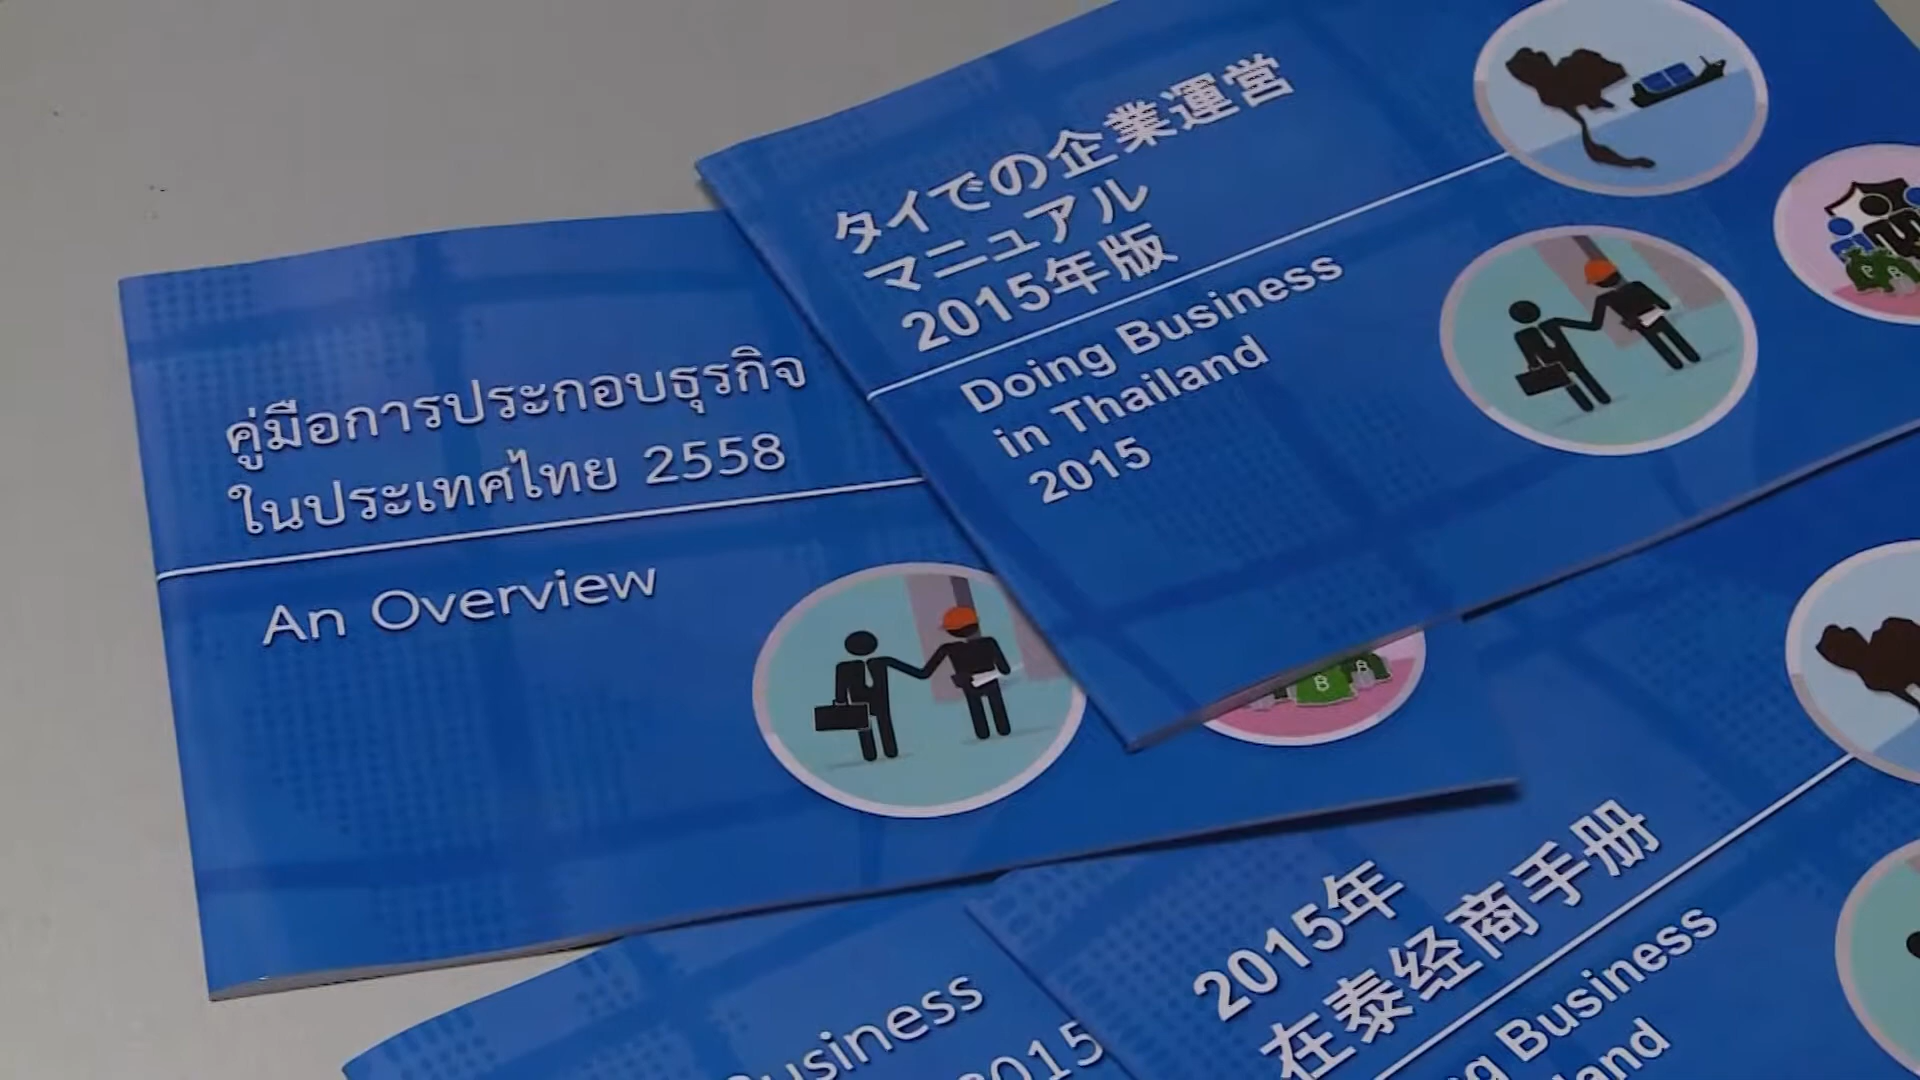 タイでの企業運営
マニュアル
2015年版
Doing Business
in Thailand
2015
คู่มือการประกอบธุรกิจ
ในประเทศไทย 2558
An Overview
2015年
在泰经商手册
Business
2015